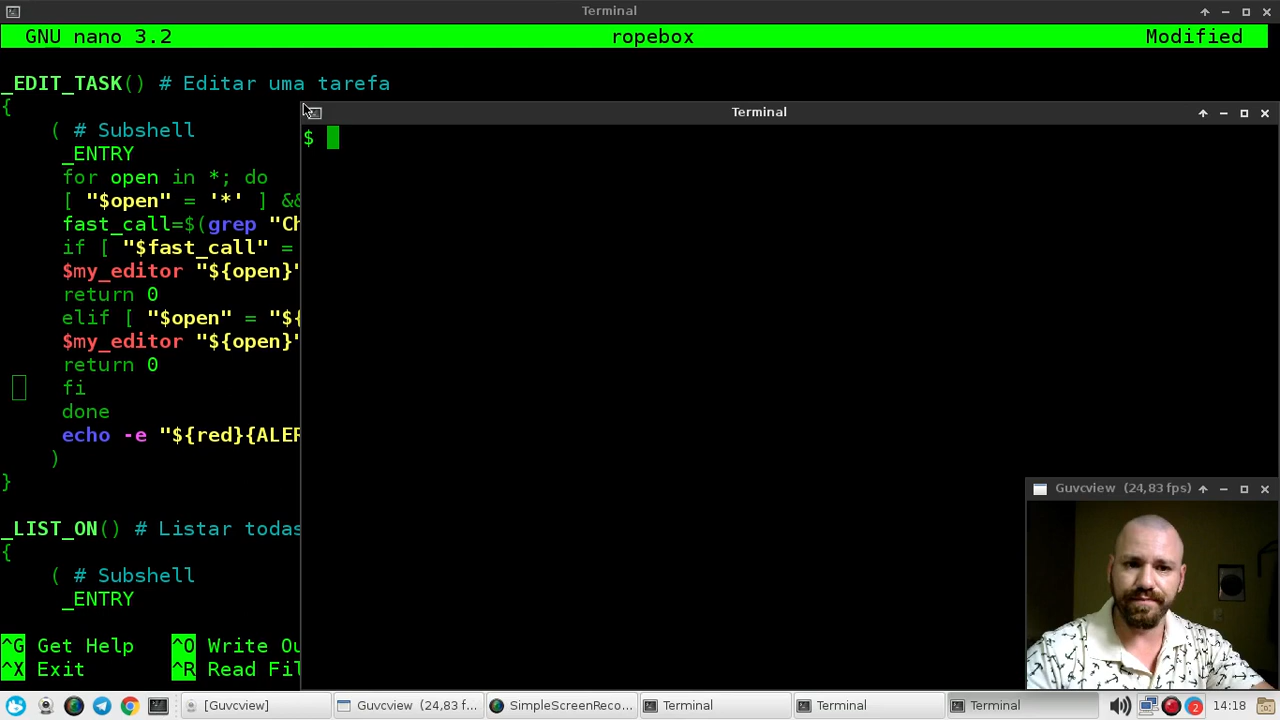 Terminal
GNU nano 3.2 ropebox Modified
_EDIT_TASK() # Editar uma tarefa
{
( # Subshell
_ENTRY
for open in *; do
[ "$open" = '*' ] &&
fast_call=$(grep "Ch
if [ "$fast_call" =
$my_editor "${open}"
return 0
elif [ "$open" = "${
$my_editor "${open}"
return 0
fi
done
echo -e "${red}{ALER
)
}
_LIST_ON() # Listar todas
{
( # Subshell
_ENTRY
^G Get Help ^O Write Ou
^X Exit ^R Read Fil
Terminal
$
Guvcview (24,83 fps)
[Guvcview] Guvcview (24,8 f... SimpleScreenReco... Terminal Terminal Terminal 2 14:18